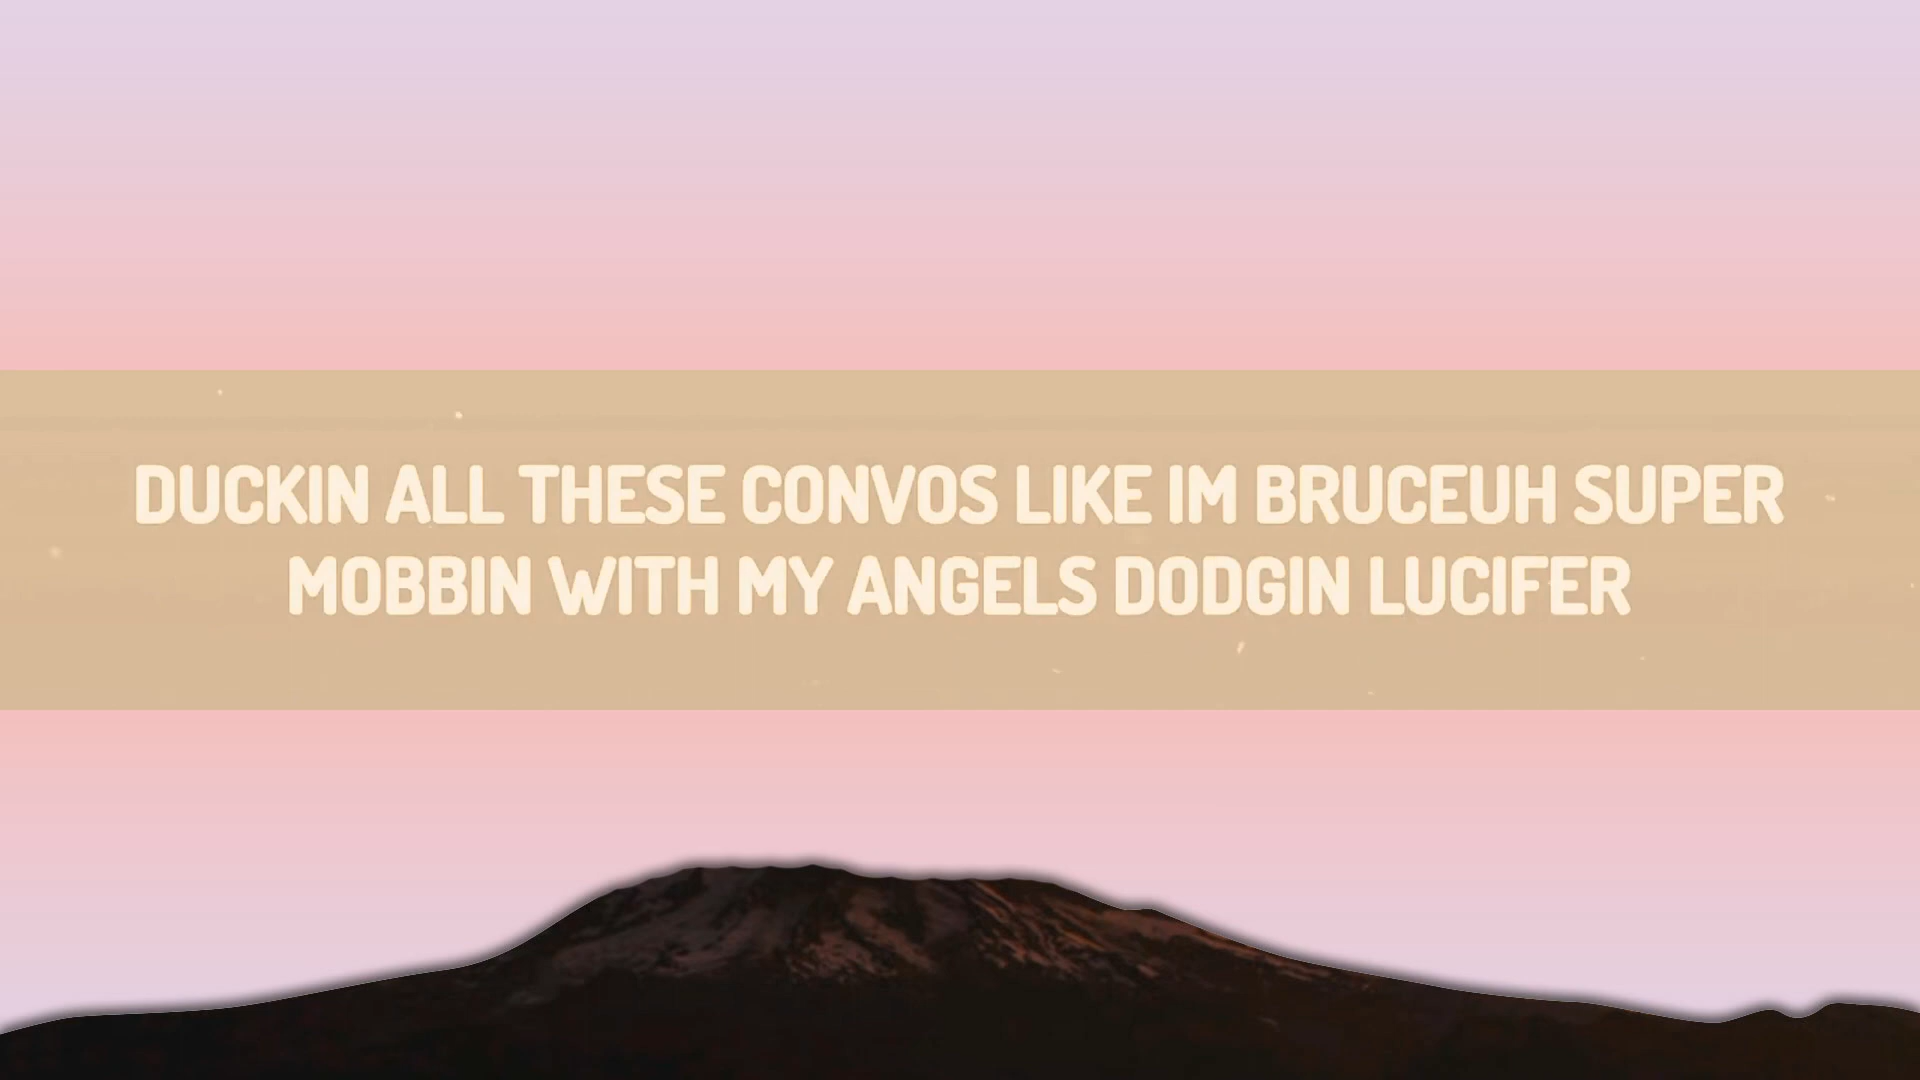 DUCKIN ALL THESE CONVOS LIKE IM BRUCEUH SUPER
MOBBIN WITH MY ANGELS DODGIN LUCIFER